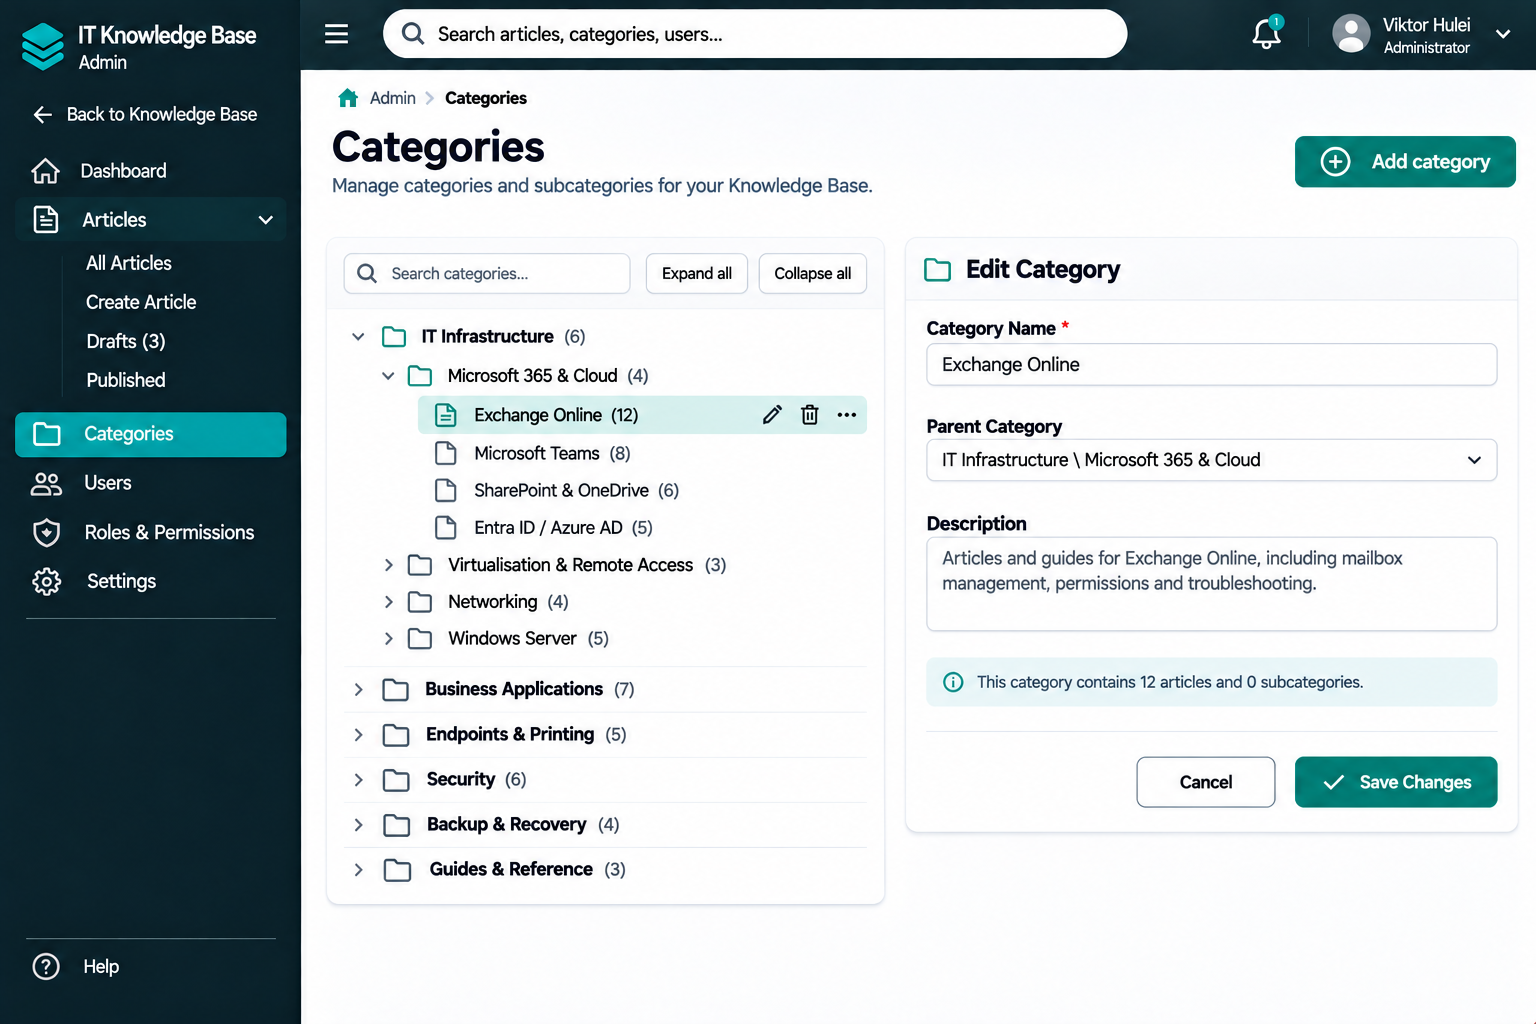 IT Knowledge Base
Admin
Back to Knowledge Base
Dashboard
Articles
All Articles
Create Article
Drafts (3)
Published
Categories
Users
Roles & Permissions
Settings
Help
Search articles, categories, users...
1
Viktor Hulei
Administrator
Admin
Categories
Categories
Manage categories and subcategories for your Knowledge Base.
Add category
Search categories...
Expand all
Collapse all
IT Infrastructure (6)
Microsoft 365 & Cloud (4)
Exchange Online (12)
Microsoft Teams (8)
SharePoint & OneDrive (6)
Entra ID / Azure AD (5)
Virtualisation & Remote Access (3)
Networking (4)
Windows Server (5)
Business Applications (7)
Endpoints & Printing (5)
Security (6)
Backup & Recovery (4)
Guides & Reference (3)
Edit Category
Category Name *
Exchange Online
Parent Category
IT Infrastructure \ Microsoft 365 & Cloud
Description
Articles and guides for Exchange Online, including mailbox
management, permissions and troubleshooting.
This category contains 12 articles and 0 subcategories.
Cancel
Save Changes